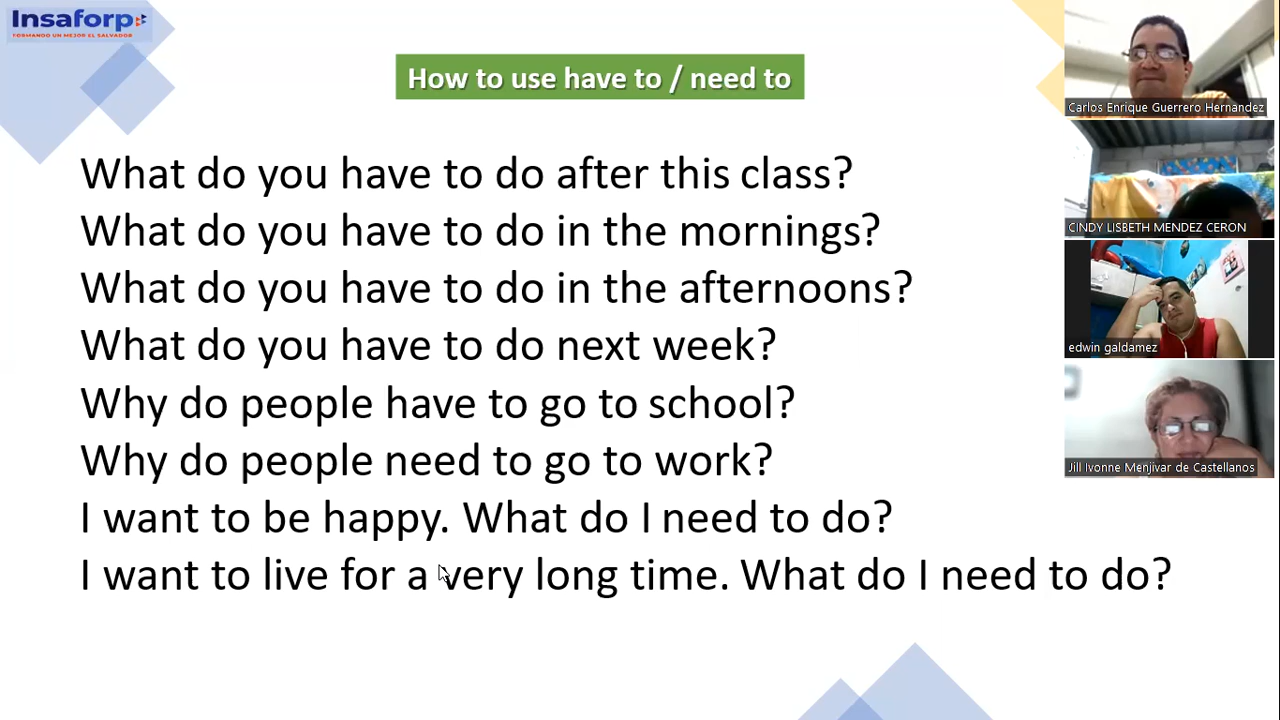 Insaforp
FORMANDO UN MEJOR EL SALVADOR
How to use have to / need to
What do you have to do after this class?
What do you have to do in the mornings?
What do you have to do in the afternoons?
What do you have to do next week?
Why do people have to go to school?
Why do people need to go to work?
I want to be happy. What do I need to do?
I want to live for a very long time. What do I need to do?
Carlos Enrique Guerrero Hernandez
CINDY LISBETH MENDEZ CERON
edwin galdamez
Jill Ivonne Menjivar de Castellanos